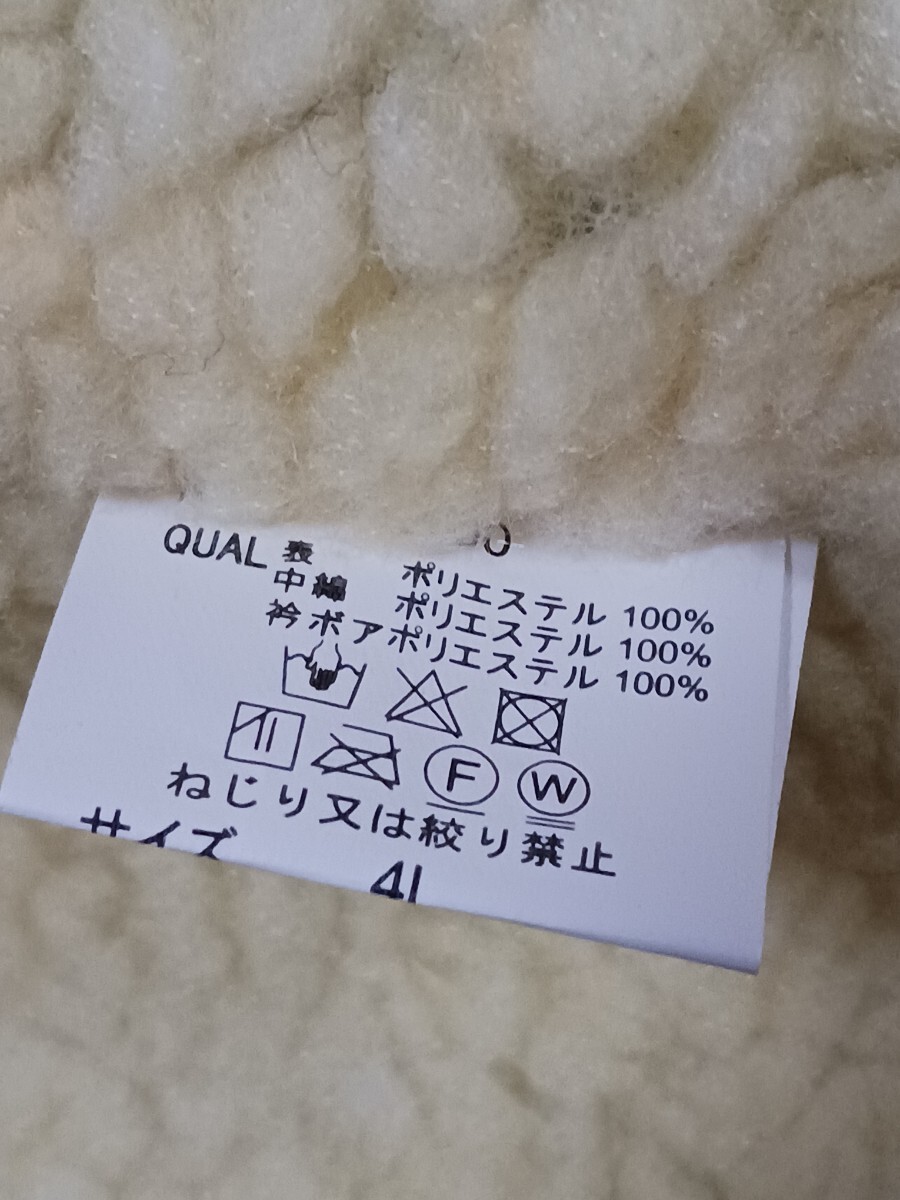 QUAL 表 ポリエステル 100%
中綿 ポリエステル 100%
衿ボア ポリエステル 100%
F W
ねじり又は絞り禁止
サイズ